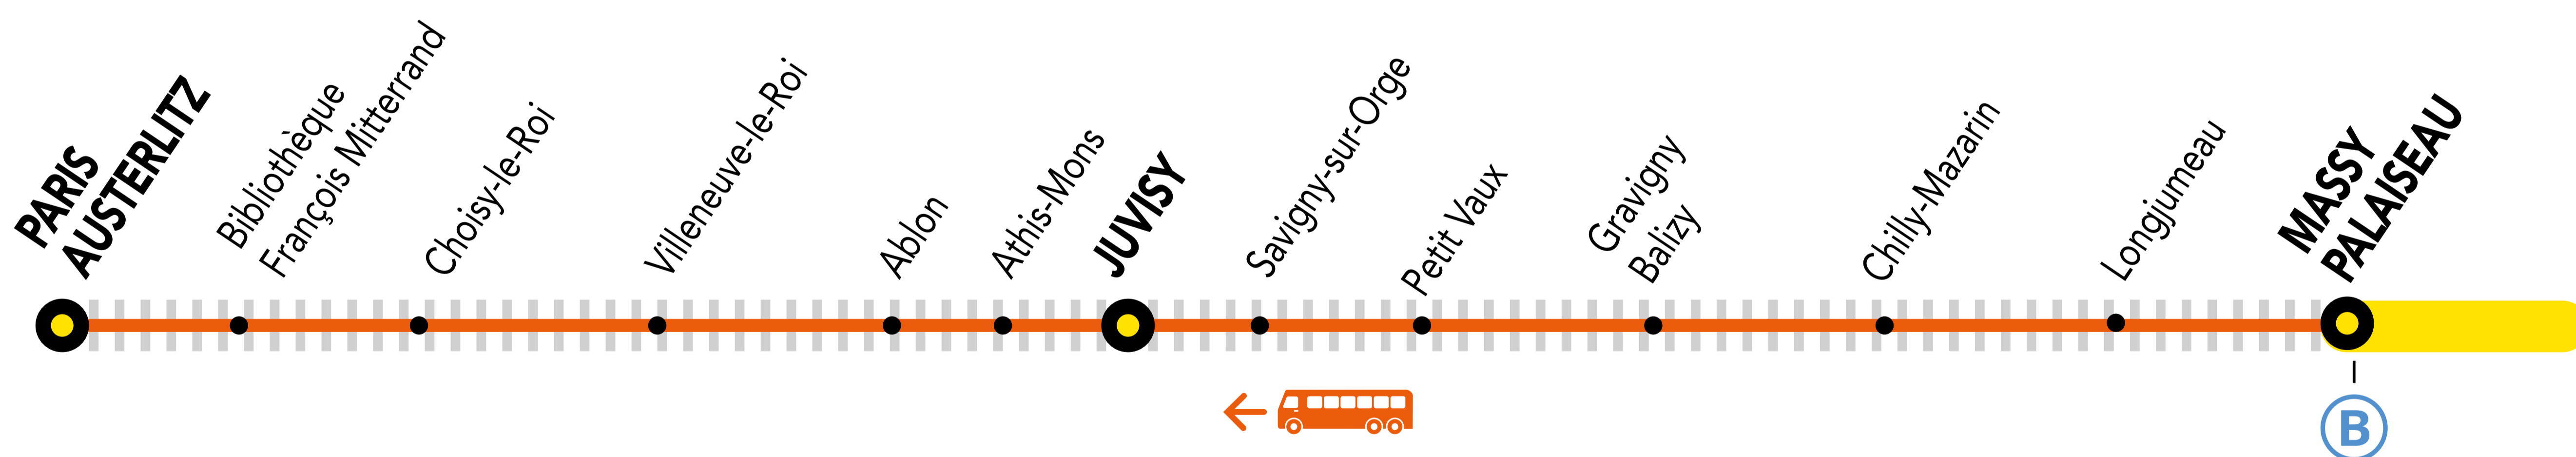 PARIS
AUSTERLITZ
Bibliothèque
François Mitterrand
Choisy-le-Roi
Villeneuve-le-Roi
Ablon
Athis-Mons
JUVISY
Savigny-sur-Orge
Petit Vaux
Gravigny
Balizy
Chilly-Mazarin
Longjumeau
MASSY
PALAISEAU
B